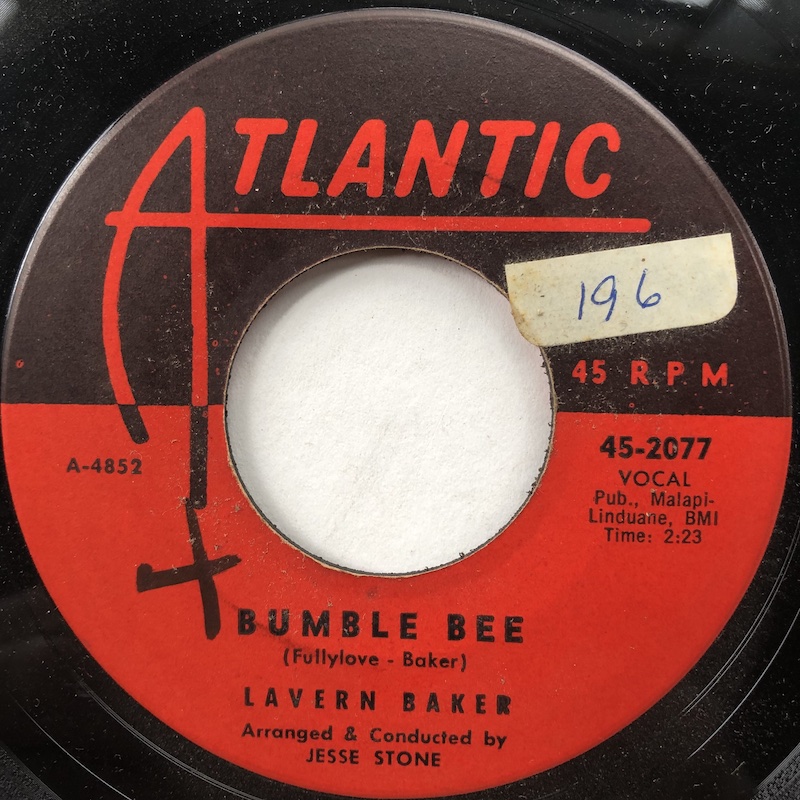 ATLANTIC
196
45 R.P.M.
A-4852
45-2077
VOCAL
Pub., Malapi-
Linduane, BMI
Time: 2:23
BUMBLE BEE
(Fullylove - Baker)
LAVERN BAKER
Arranged & Conducted by
JESSE STONE